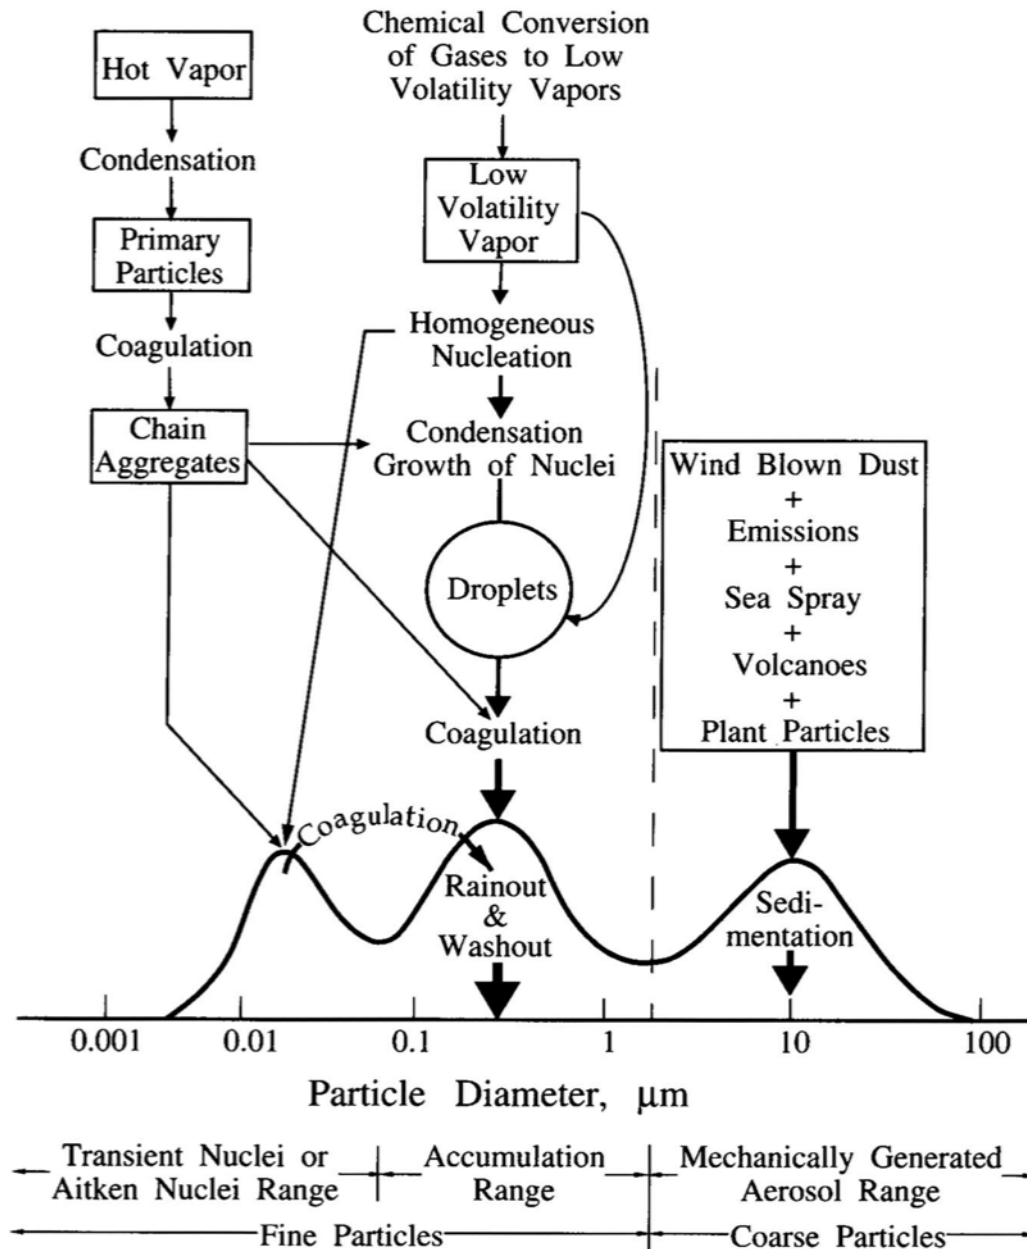 Hot Vapor
Condensation
Primary
Particles
Coagulation
Chain
Aggregates
Chemical Conversion
of Gases to Low
Volatility Vapors
Low
Volatility
Vapor
Homogeneous
Nucleation
Condensation
Growth of Nuclei
Droplets
Coagulation
Coagulation
Rainout
&
Washout
Wind Blown Dust
+
Emissions
+
Sea Spray
+
Volcanoes
+
Plant Particles
Sedi-
mentation
0.001 0.01 0.1 1 10 100
Particle Diameter, μm
Transient Nuclei or
Aitken Nuclei Range
Accumulation
Range
Mechanically Generated
Aerosol Range
Fine Particles
Coarse Particles